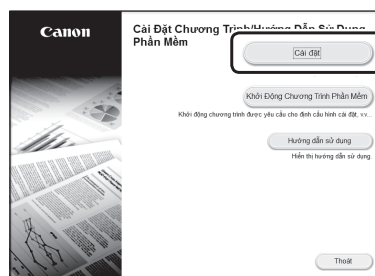 Canon
Cài Đặt Chương Trình/Hướng Dẫn Sử Dụng
Phần Mềm
Cài đặt
Khởi Động Chương Trình Phần Mềm
Khởi động chương trình được yêu cầu cho định cấu hình cài đặt, v.v...
Hướng dẫn sử dụng
Hiển thị hướng dẫn sử dụng.
Thoát